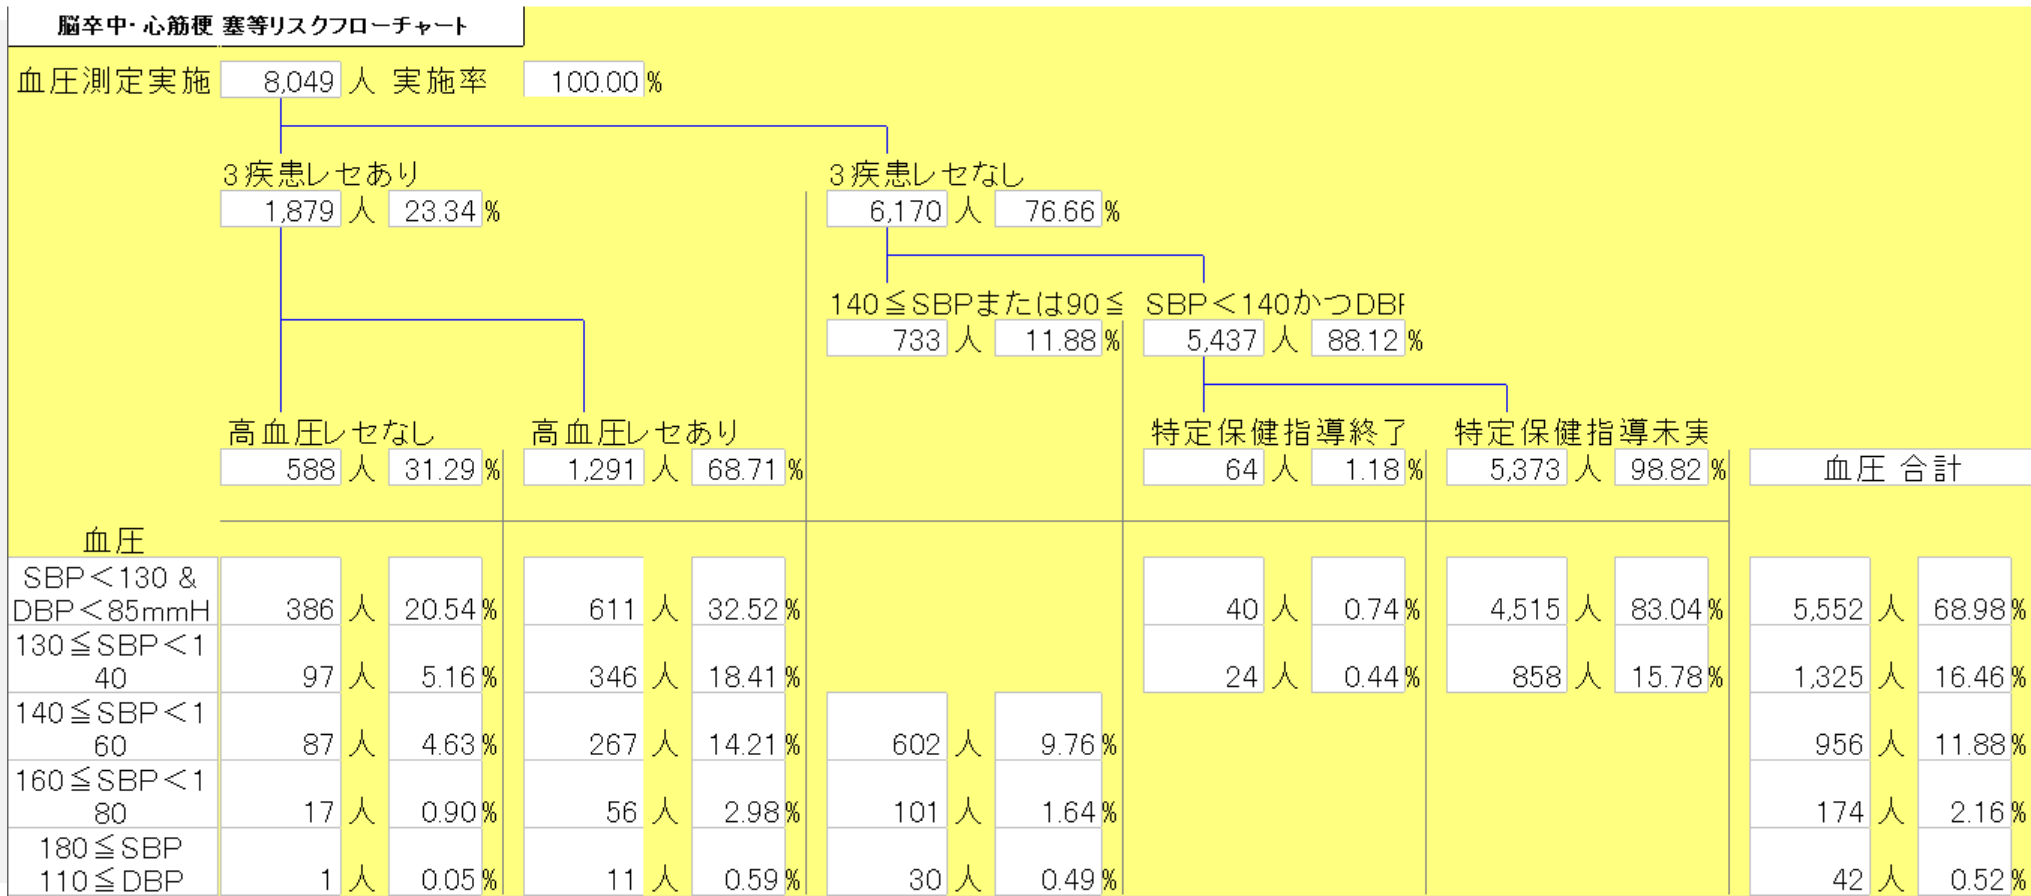 脳卒中・心筋梗 塞等リスクフローチャート
血圧測定実施 8,049 人 実施率 100.00 %
3疾患レセあり 3疾患レセなし
1,879 人 23.34 % 6,170 人 76.66 %
140≦SBPまたは90≦ SBP＜140かつDBF
733 人 11.88 % 5,437 人 88.12 %
高血圧レセなし 高血圧レセあり 特定保健指導終了 特定保健指導未実
588 人 31.29 % 1,291 人 68.71 % 64 人 1.18 % 5,373 人 98.82 % 血圧 合計
血圧
SBP＜130 &
DBP＜85mmH 386 人 20.54 % 611 人 32.52 % 40 人 0.74 % 4,515 人 83.04 % 5,552 人 68.98 %
130≦SBP＜1
40 97 人 5.16 % 346 人 18.41 % 24 人 0.44 % 858 人 15.78 % 1,325 人 16.46 %
140≦SBP＜1
60 87 人 4.63 % 267 人 14.21 % 602 人 9.76 % 956 人 11.88 %
160≦SBP＜1
80 17 人 0.90 % 56 人 2.98 % 101 人 1.64 % 174 人 2.16 %
180≦SBP
110≦DBP 1 人 0.05 % 11 人 0.59 % 30 人 0.49 % 42 人 0.52 %